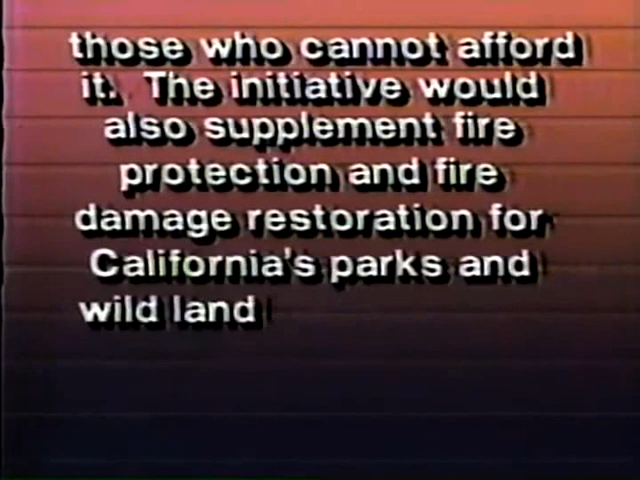 those who cannot afford
it. The initiative would
also supplement fire
protection and fire
damage restoration for
California's parks and
wild land